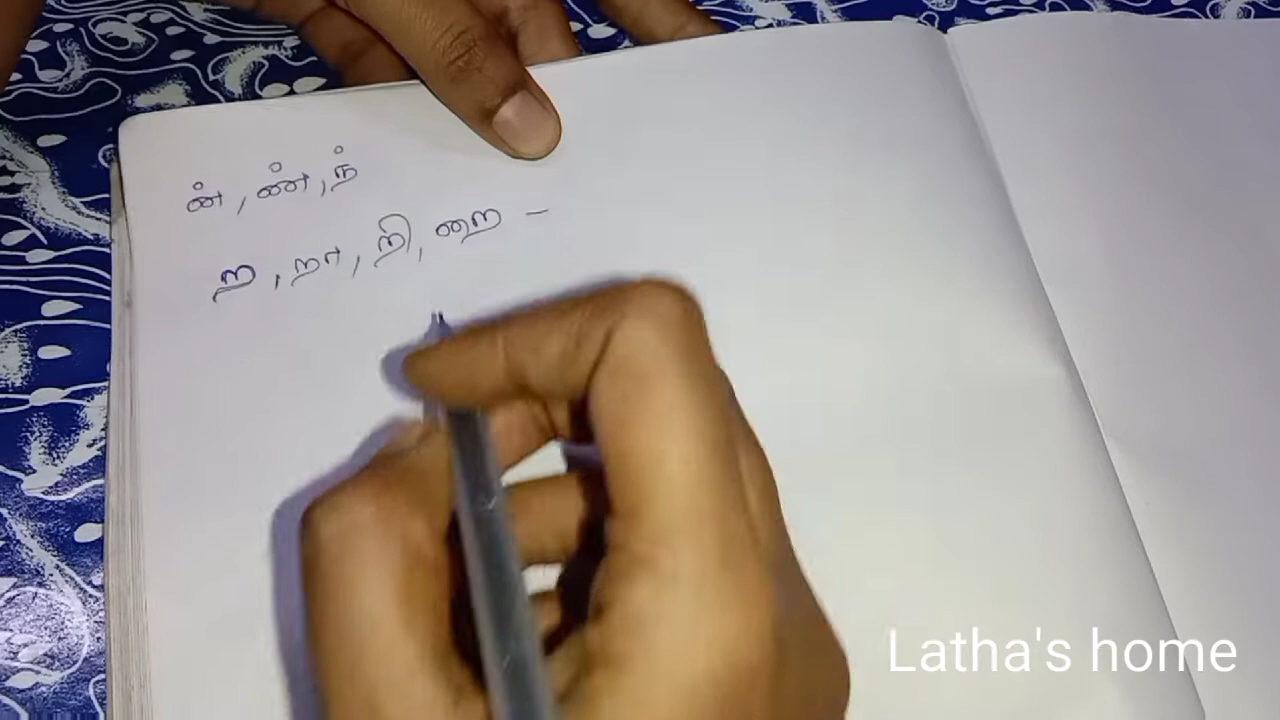 ன் , ண் , ந்
ற , றா , றி , றை –
Latha's home